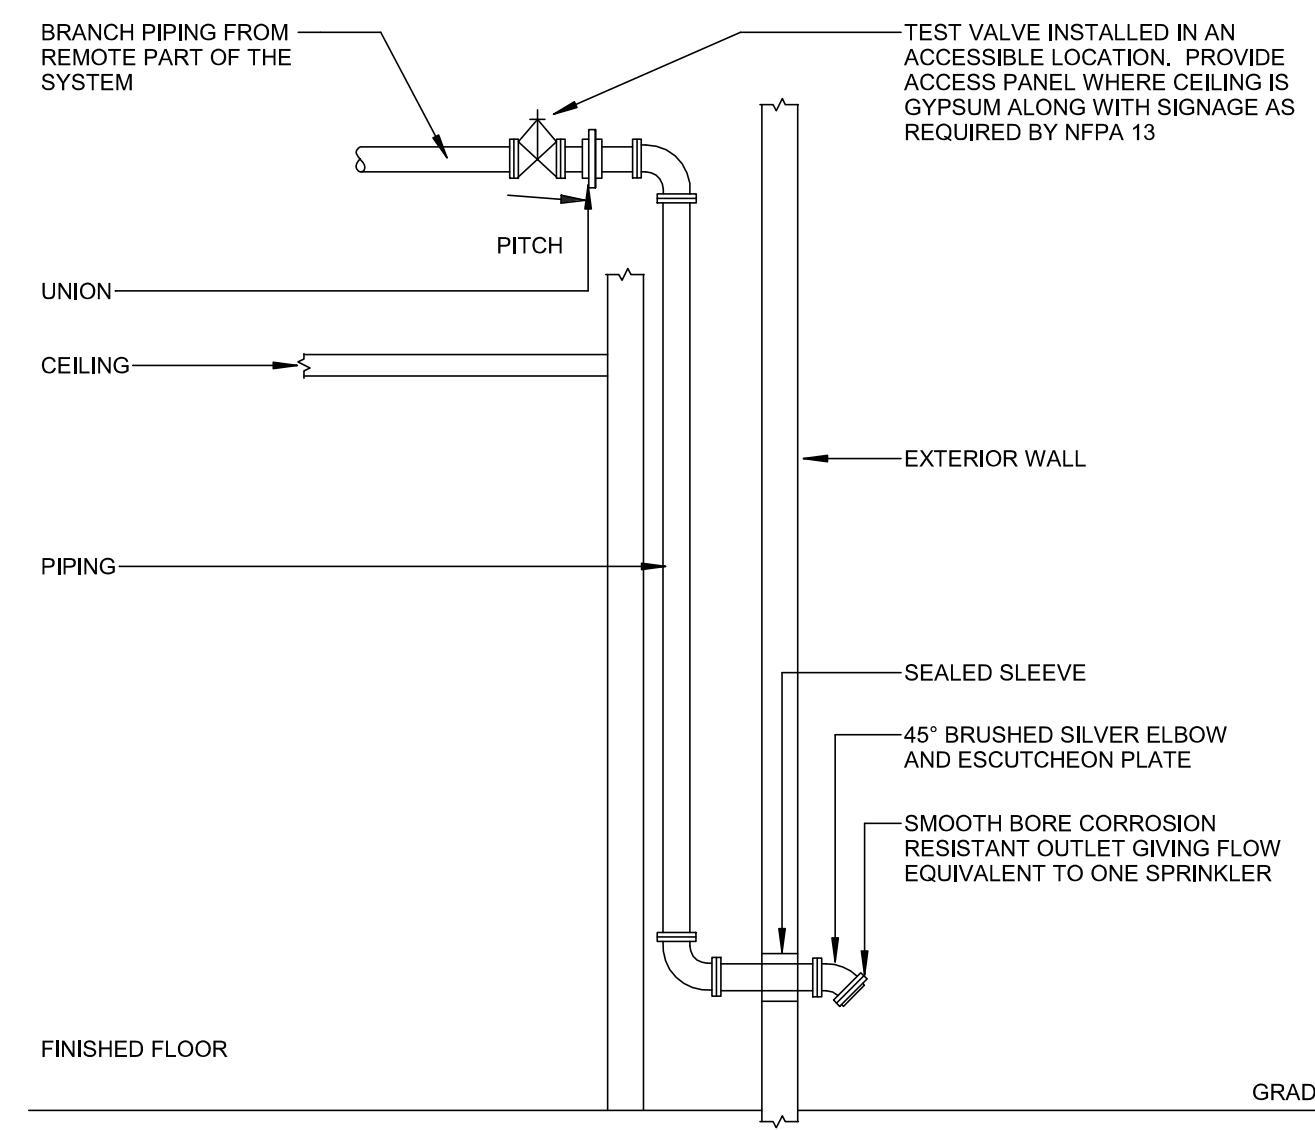 BRANCH PIPING FROM
REMOTE PART OF THE
SYSTEM
TEST VALVE INSTALLED IN AN
ACCESSIBLE LOCATION. PROVIDE
ACCESS PANEL WHERE CEILING IS
GYPSUM ALONG WITH SIGNAGE AS
REQUIRED BY NFPA 13
PITCH
UNION
CEILING
EXTERIOR WALL
PIPING
SEALED SLEEVE
45° BRUSHED SILVER ELBOW
AND ESCUTCHEON PLATE
SMOOTH BORE CORROSION
RESISTANT OUTLET GIVING FLOW
EQUIVALENT TO ONE SPRINKLER
FINISHED FLOOR
GRAD